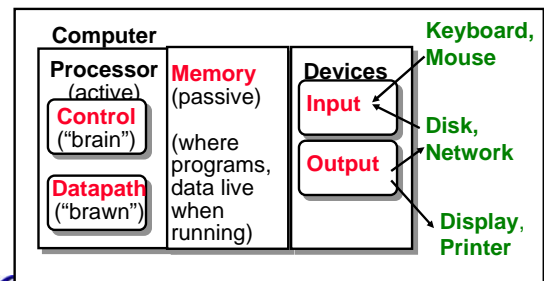 Computer
Processor
(active)
Control
("brain")
Datapath
("brawn")
Memory
(passive)
(where
programs,
data live
when
running)
Devices
Input
Output
Keyboard,
Mouse
Disk,
Network
Display,
Printer